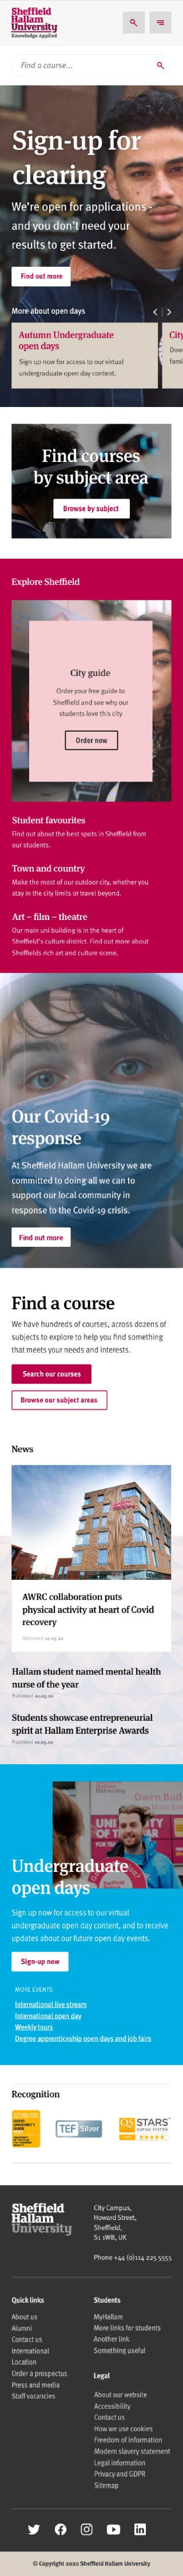 Sheffield
Hallam
University
Knowledge Applied
Find a course...
Sign-up for
clearing
We're open for applications -
and you don't need your
results to get started.
Find out more
More about open days
Autumn Undergraduate
open days
Sign up now for access to our virtual
undergraduate open day content.
City
Dow
fami
Find courses
by subject area
Browse by subject
Explore Sheffield
City guide
Order your free guide to
Sheffield and see why our
students love this city
Order now
Student favourites
Find out about the best spots in Sheffield from
our students.
Town and country
Make the most of our outdoor city, whether you
stay in the city limits or travel beyond.
Art – film – theatre
Our main uni building is in the heart of
Sheffield's culture district. Find out more about
Sheffields rich art and culture scene.
Our Covid-19
response
At Sheffield Hallam University we are
committed to doing all we can to
support our local community in
response to the Covid-19 crisis.
Find out more
Find a course
We have hundreds of courses, across dozens of
subjects to explore to help you find something
that meets your needs and interests.
Search our courses
Browse our subject areas
News
AWRC collaboration puts
physical activity at heart of Covid
recovery
Published 01.05.20
Hallam student named mental health
nurse of the year
Published 01.05.20
Students showcase entrepreneurial
spirit at Hallam Enterprise Awards
Published 01.05.20
Undergraduate
open days
Sign up now for access to our virtual
undergraduate open day content, and to receive
updates about our future open day events.
Sign-up now
MORE EVENTS
International live stream
International open day
Weekly tours
Degree apprenticeship open days and job fairs
Recognition
TEF Silver
QS STARS
RATING SYSTEM
Sheffield
Hallam
University
City Campus,
Howard Street,
Sheffield,
S1 1WB, UK
Phone +44 (0)114 225 5555
Quick links
About us
Alumni
Contact us
International
Location
Order a prospectus
Press and media
Staff vacancies
Students
MyHallam
More links for students
Another link
Something useful
Legal
About our website
Accessibility
Contact us
How we use cookies
Freedom of information
Modern slavery statement
Legal information
Privacy and GDPR
Sitemap
© Copyright 2020 Sheffield Hallam University